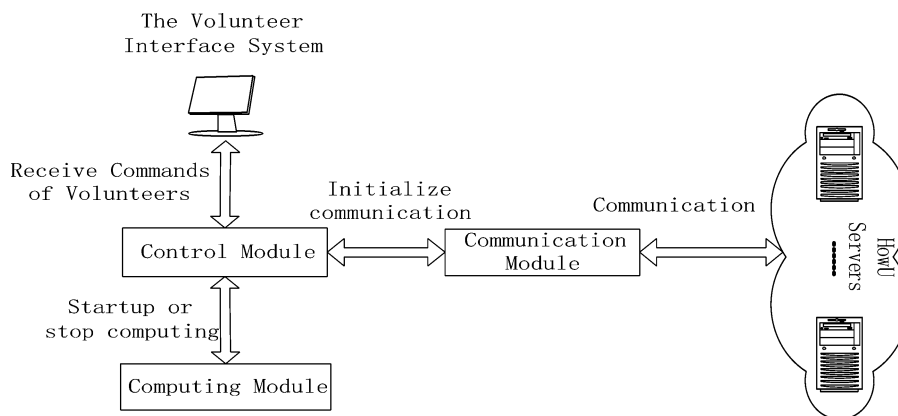 The Volunteer
Interface System
Receive Commands
of Volunteers
Initialize
communication
Communication
Control Module
Communication
Module
HowU
Servers
Startup or
stop computing
Computing Module